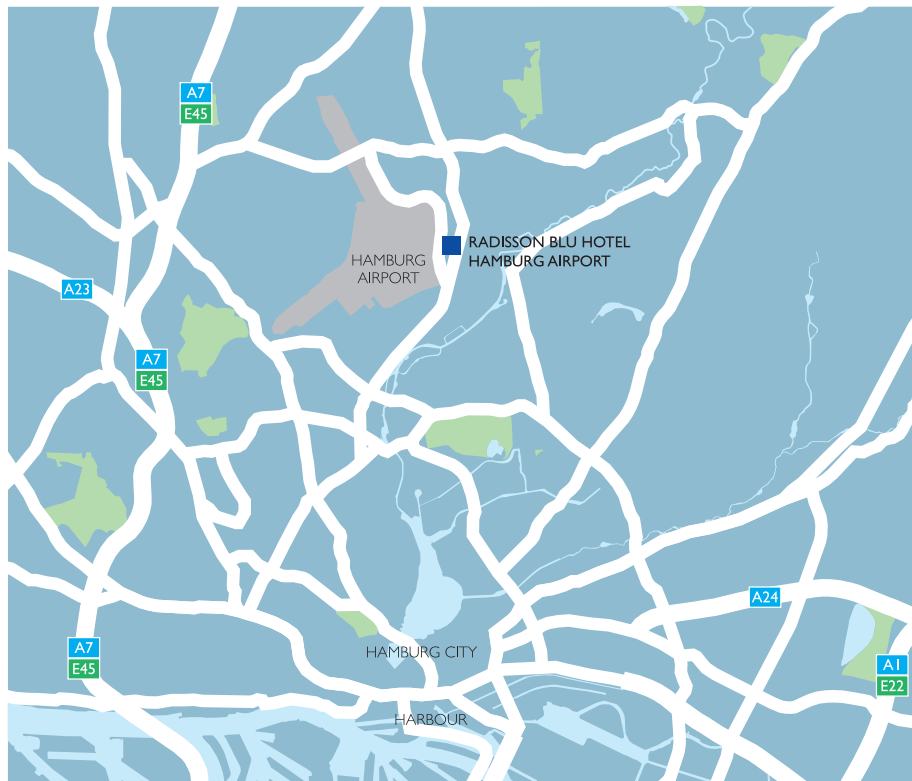 A7
E45
RADISSON BLU HOTEL
HAMBURG AIRPORT
HAMBURG
AIRPORT
A23
A7
E45
A24
HAMBURG CITY
A7
E45
A1
E22
HARBOUR